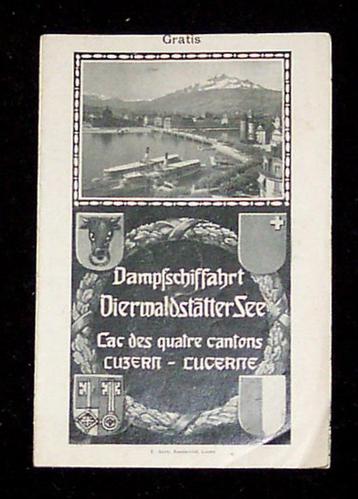 Gratis
Dampfschiffahrt
Vierwaldstätter See
Lac des quatre cantons
LUZERN - LUCERNE